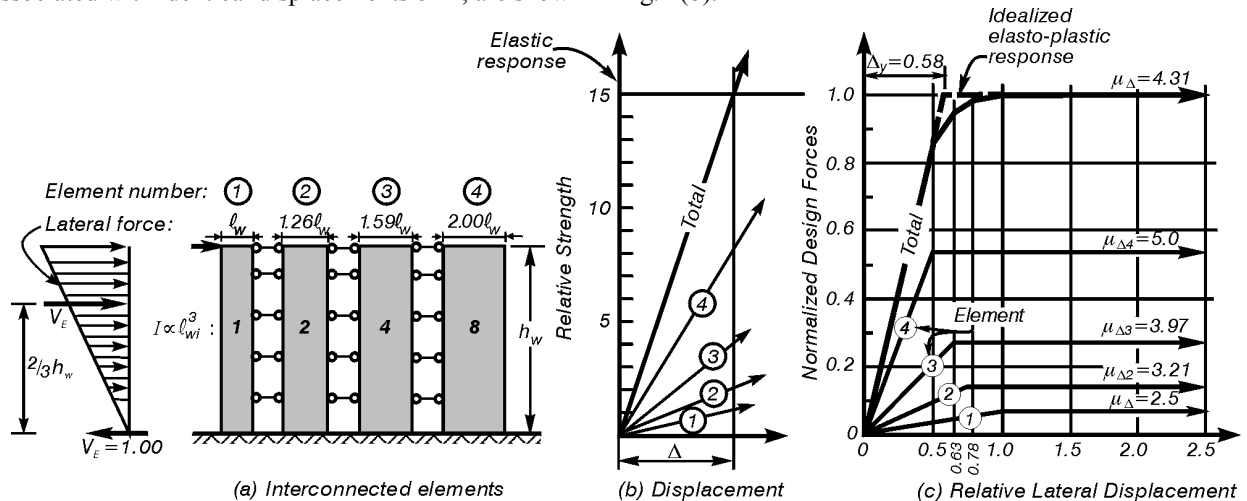 Elastic
response
15
10
5
Relative Strength
Total
4
3
2
1
Δ
(b) Displacement
Idealized
elasto-plastic
response
Δy=0.58
1.0
0.8
0.6
0.4
0.2
0
Normalized Design Forces
Total
μΔ=4.31
μΔ4=5.0
Element
μΔ3=3.97
μΔ2=3.21
μΔ=2.5
4
3
2
1
0
0.5
0.63
0.78
1.0
1.5
2.0
2.5
(c) Relative Lateral Displacement
Element number: 1 2 3 4
Lateral force: ℓw 1.26ℓw 1.59ℓw 2.00ℓw
VE
I∝ℓ³wi : 1 2 4 8
hw
2/3hw
VE=1.00
(a) Interconnected elements